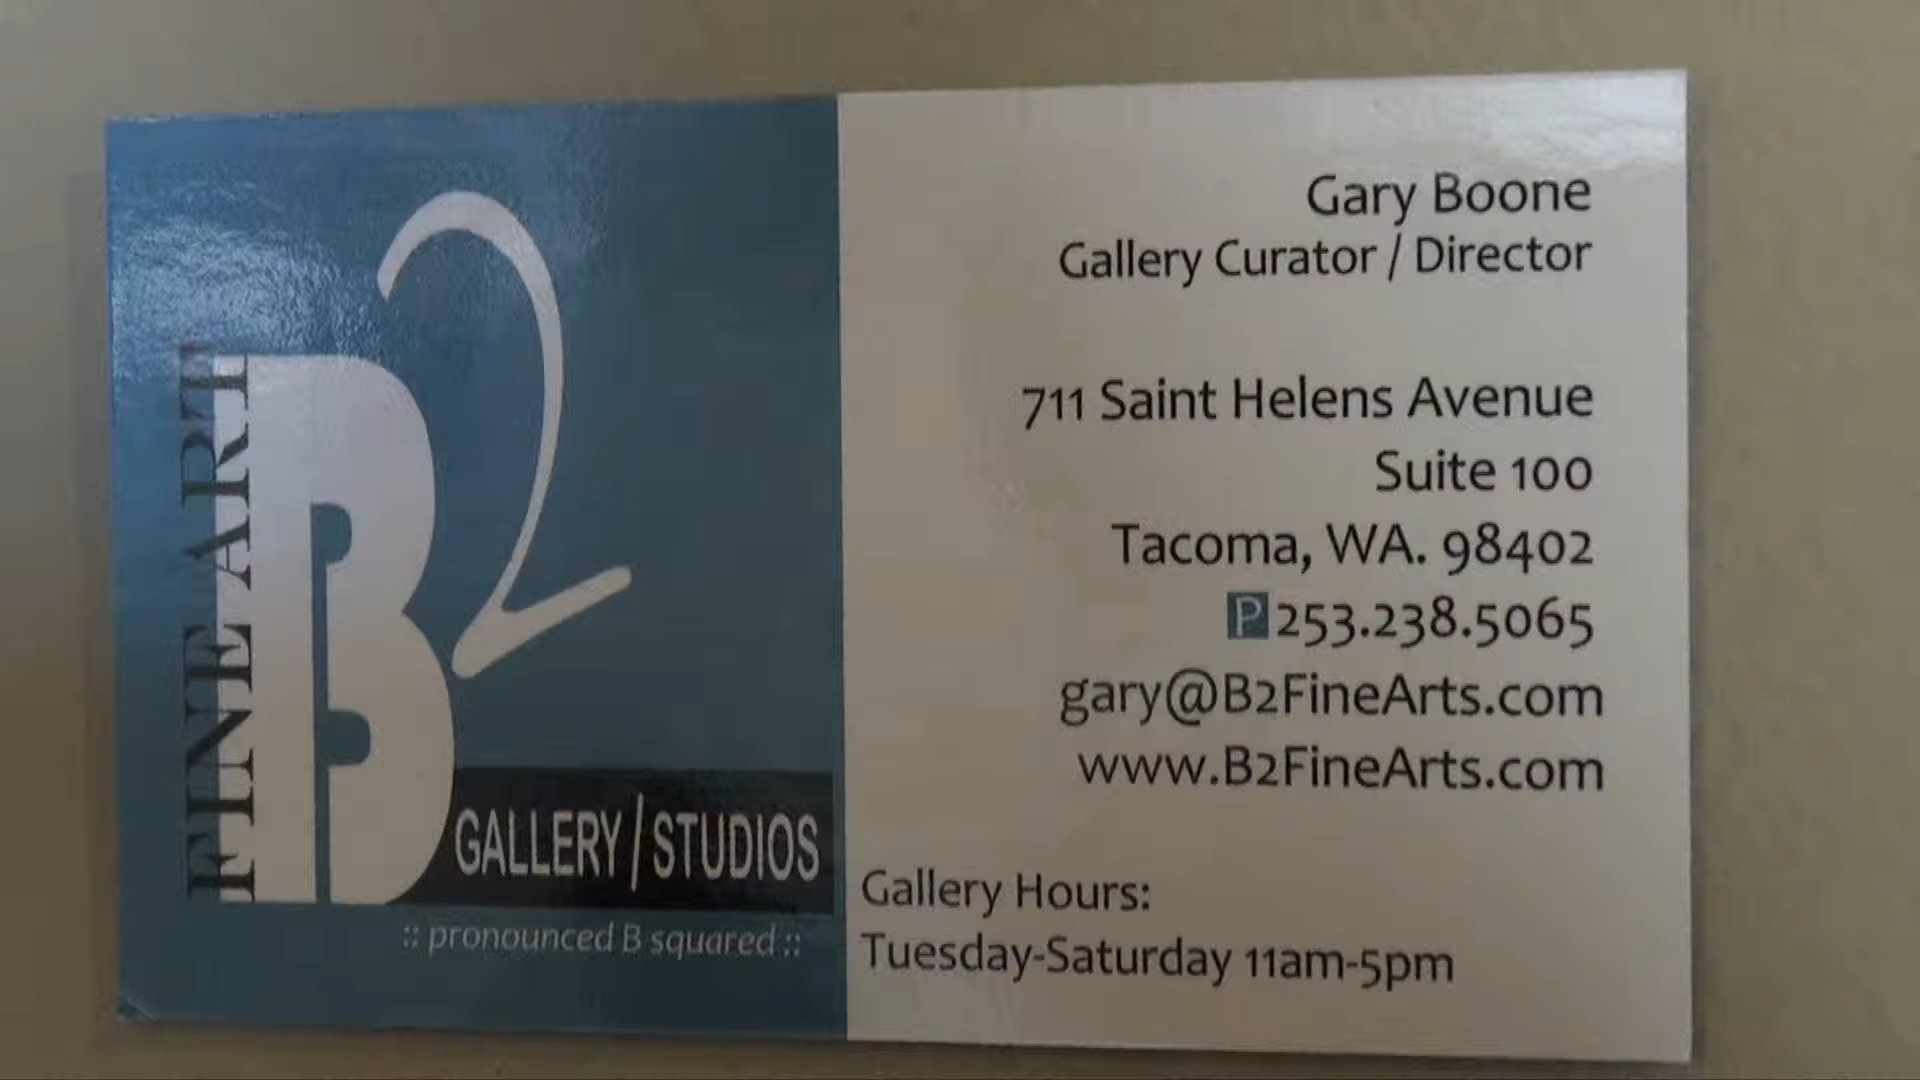 FINE ART
B2
GALLERY/STUDIOS
:: pronounced B squared ::
Gary Boone
Gallery Curator / Director
711 Saint Helens Avenue
Suite 100
Tacoma, WA. 98402
P 253.238.5065
gary@B2FineArts.com
www.B2FineArts.com
Gallery Hours:
Tuesday-Saturday 11am-5pm